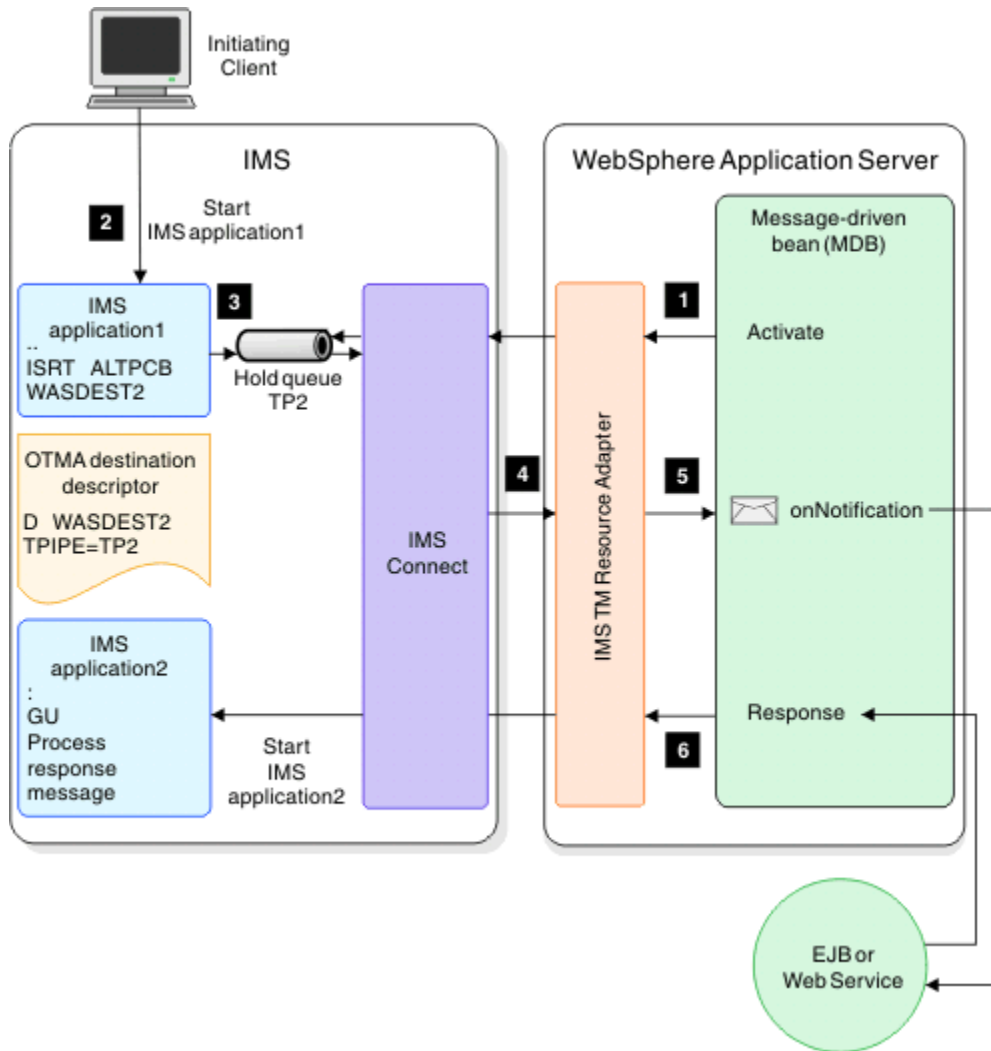 Initiating
Client
IMS
WebSphere Application Server
2
Start
IMS application1
Message-driven
bean (MDB)
IMS
application1
..
ISRT ALTPCB
WASDEST2
3
Hold queue
TP2
1
Activate
OTMA destination
descriptor
D WASDEST2
TPIPE=TP2
IMS
Connect
4
IMS TM Resource Adapter
5
onNotification
IMS
application2
:
GU
Process
response
message
Start
IMS
application2
6
Response
EJB or
Web Service